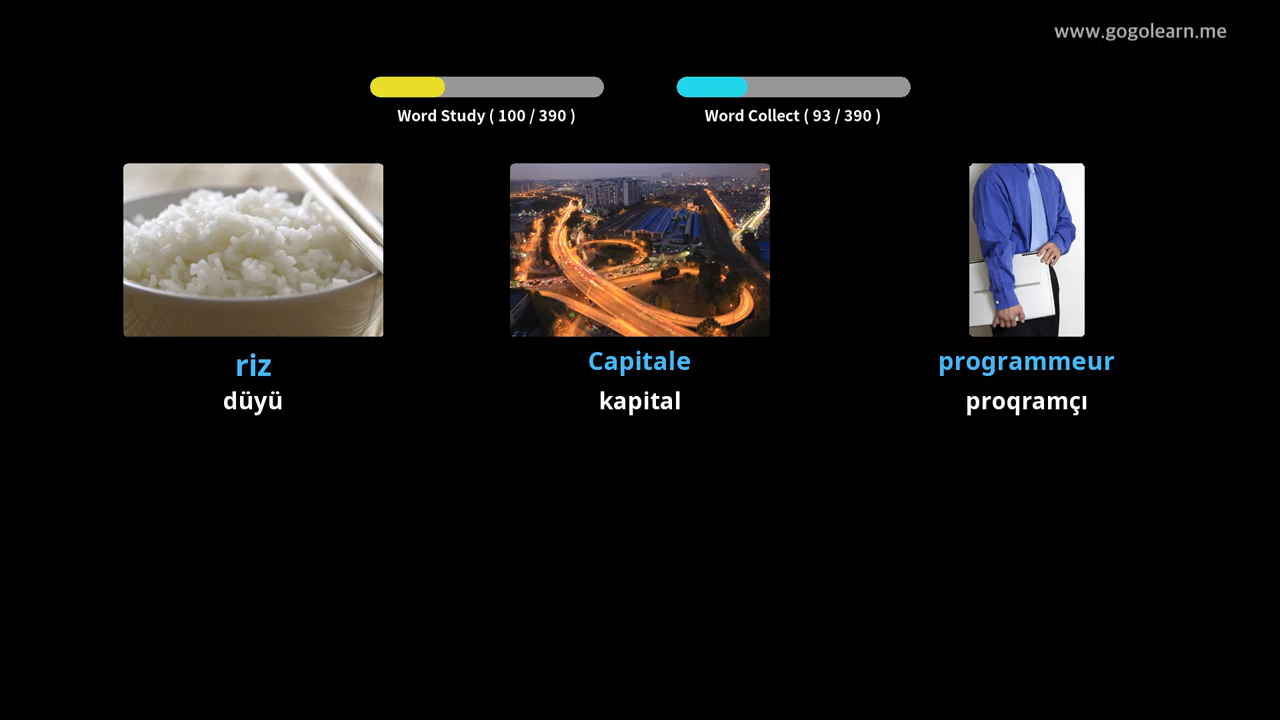 www.gogolearn.me
Word Study ( 100 / 390 )
Word Collect ( 93 / 390 )
riz
düyü
Capitale
kapital
programmeur
proqramçı